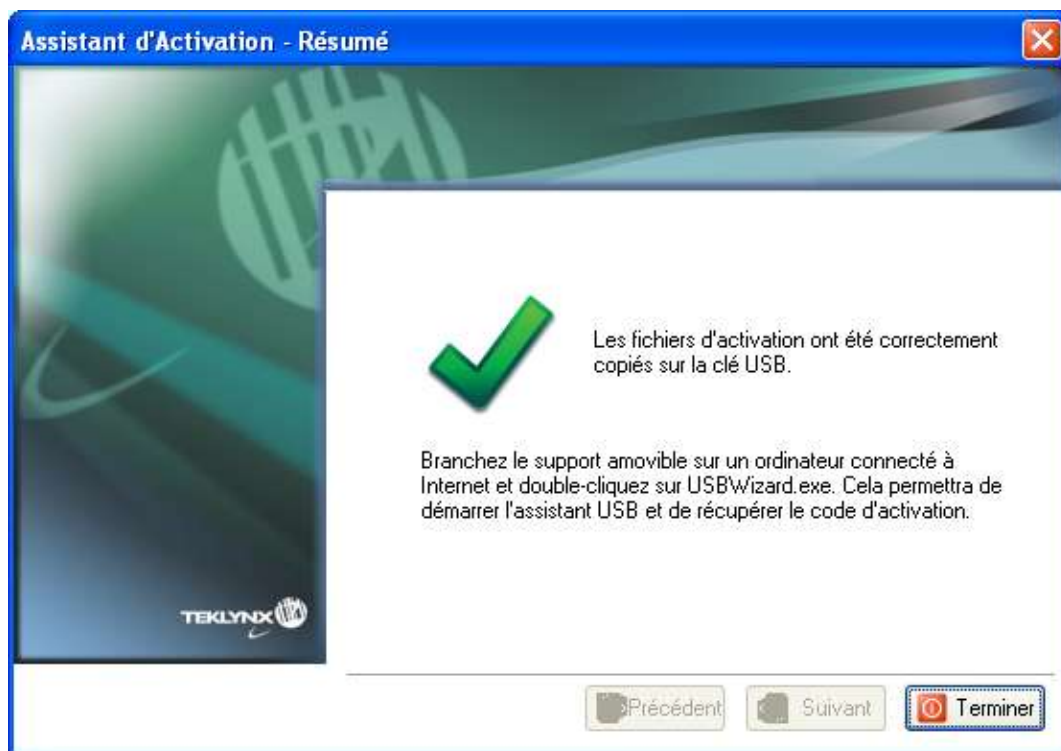 Assistant d'Activation - Résumé
Les fichiers d'activation ont été correctement
copiés sur la clé USB.
Branchez le support amovible sur un ordinateur connecté à
Internet et double-cliquez sur USBWizard.exe. Cela permettra de
démarrer l'assistant USB et de récupérer le code d'activation.
TEKLYNX
Précédent Suivant Terminer